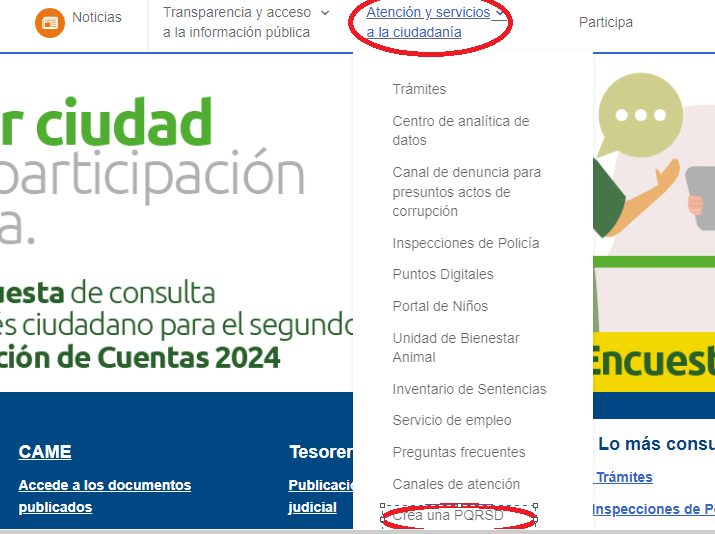 Noticias
Transparencia y acceso
a la información pública
Atención y servicios
a la ciudadanía
Participa
r ciudad
participación
a.
uesta de consulta
és ciudadano para el segundo
ción de Cuentas 2024
Trámites
Centro de analítica de
datos
Canal de denuncia para
presuntos actos de
corrupción
Inspecciones de Policía
Puntos Digitales
Portal de Niños
Unidad de Bienestar
Animal
Inventario de Sentencias
Servicio de empleo
Preguntas frecuentes
Canales de atención
Crea una PQRSD
Encuest
CAME
Accede a los documentos
publicados
Tesorer
Publicació
judicial
Lo más consu
Trámites
Inspecciones de Po